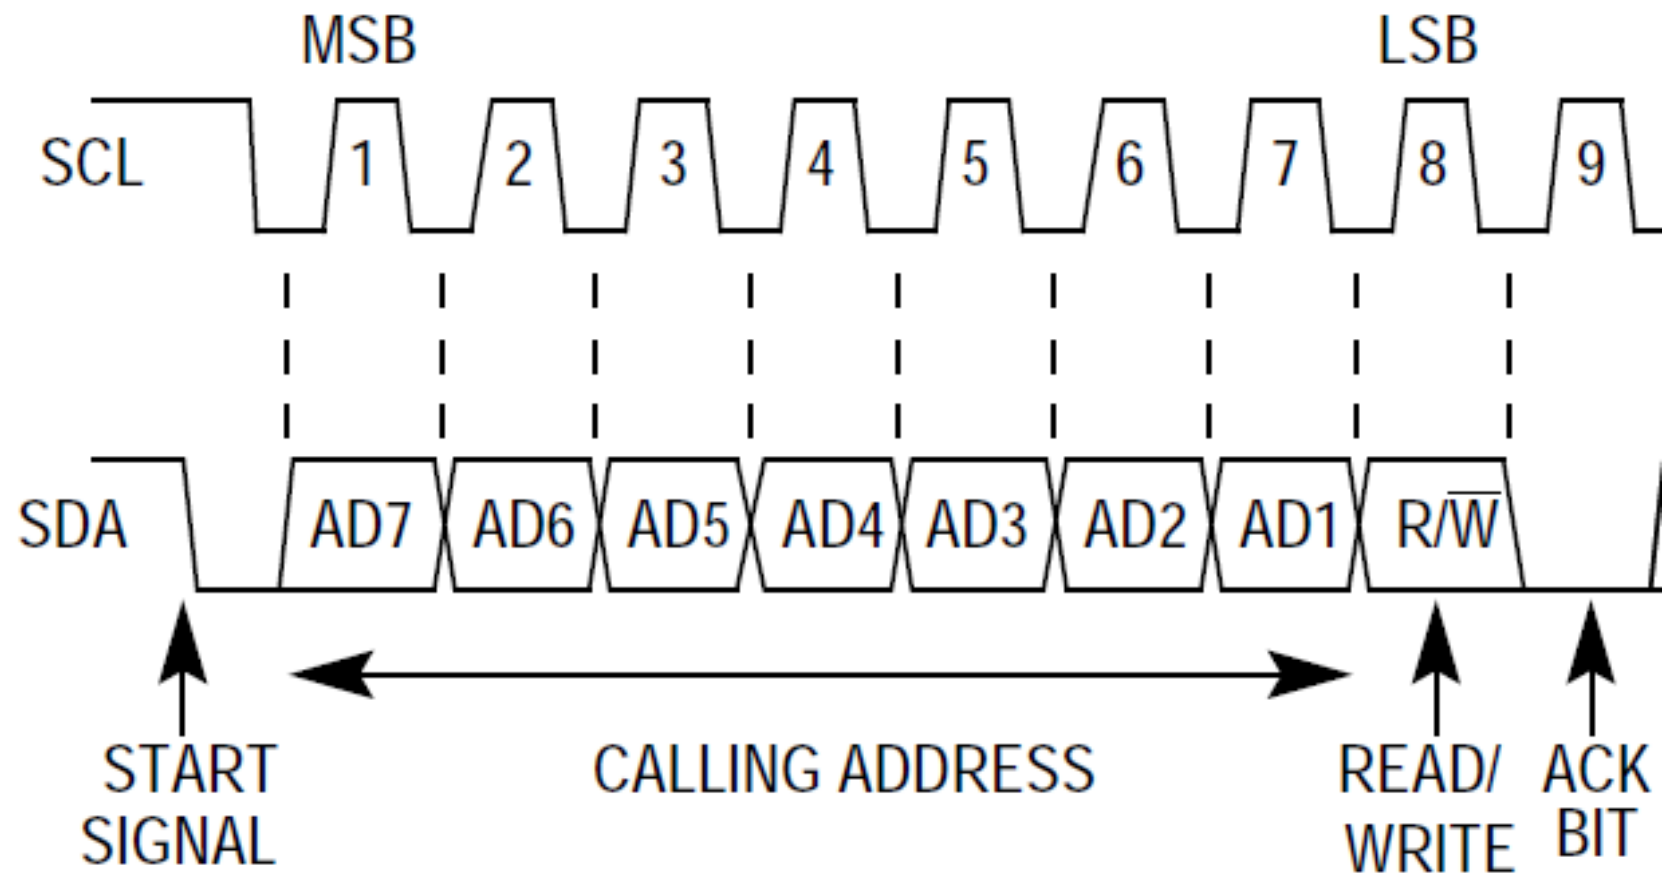 MSB LSB
SCL 1 2 3 4 5 6 7 8 9
SDA AD7 AD6 AD5 AD4 AD3 AD2 AD1 R/W̅
START CALLING ADDRESS READ/ ACK
SIGNAL WRITE BIT